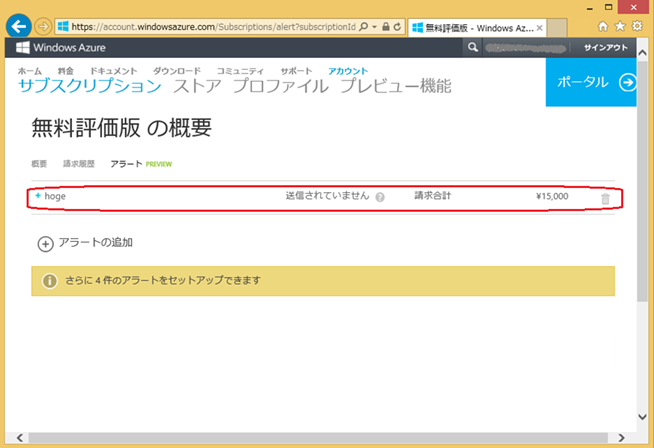 https://account.windowsazure.com/Subscriptions/alert?subscriptionId
無料評価版 - Windows Az...
Windows Azure
サインアウト
ホーム 料金 ドキュメント ダウンロード コミュニティ サポート アカウント
サブスクリプション ストア プロファイル プレビュー機能
ポータル
無料評価版 の概要
概要 請求履歴 アラート PREVIEW
+ hoge 送信されていません ? 請求合計 ¥15,000
アラートの追加
さらに 4 件のアラートをセットアップできます